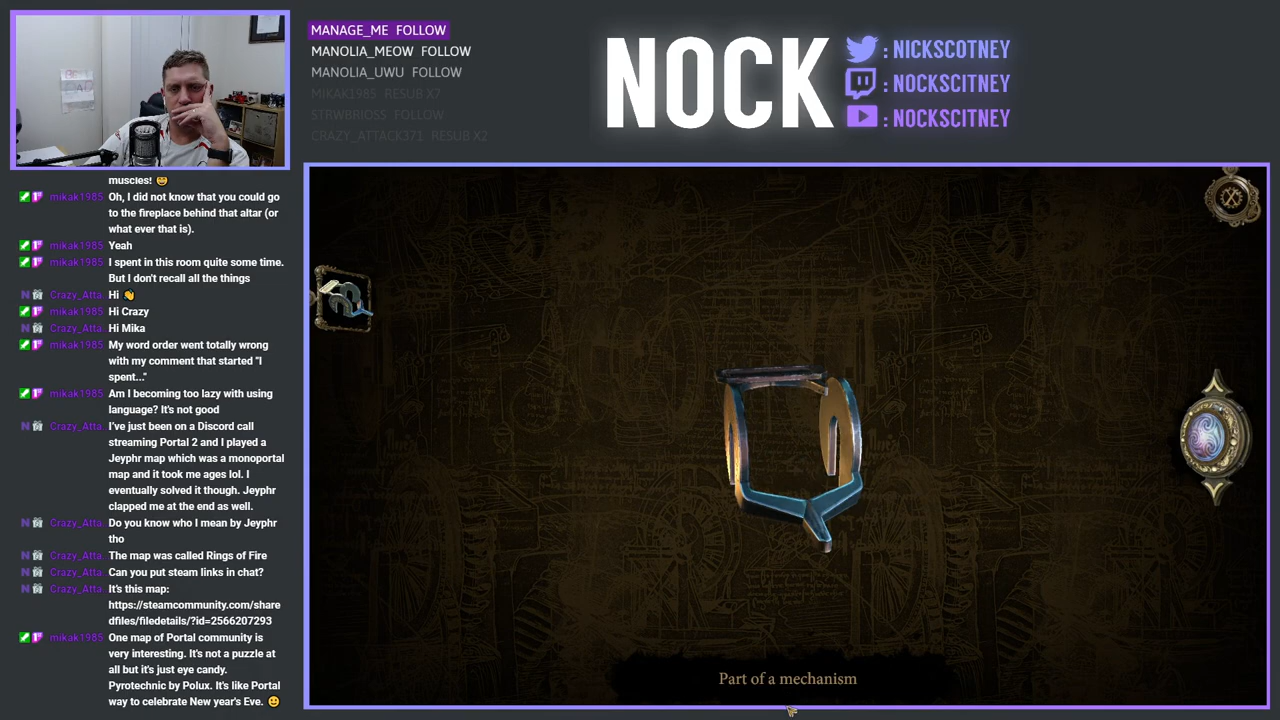 MANAGE_ME FOLLOW
MANOLIA_MEOW FOLLOW
MANOLIA_UWU FOLLOW
MIKAK1985 RESUB X7
STRWBRIOSS FOLLOW
CRAZY_ATTACK371 RESUB X2
NOCK
: NICKSCOTNEY
: NOCKSCITNEY
: NOCKSCITNEY
muscles! 😁
mikak1985 Oh, I did not know that you could go
to the fireplace behind that altar (or
what ever that is).
mikak1985 Yeah
mikak1985 I spent in this room quite some time.
But I don't recall all the things
Crazy_Atta. Hi 👋
mikak1985 Hi Crazy
Crazy_Atta. Hi Mika
mikak1985 My word order went totally wrong
with my comment that started "I
spent..."
mikak1985 Am I becoming too lazy with using
language? It's not good
Crazy_Atta. I've just been on a Discord call
streaming Portal 2 and I played a
Jeyphr map which was a monoportal
map and it took me ages lol. I
eventually solved it though. Jeyphr
clapped me at the end as well.
Crazy_Atta. Do you know who I mean by Jeyphr
tho
Crazy_Atta. The map was called Rings of Fire
Crazy_Atta. Can you put steam links in chat?
Crazy_Atta. It's this map:
https://steamcommunity.com/share
dfiles/filedetails/?id=2566207293
mikak1985 One map of Portal community is
very interesting. It's not a puzzle at
all but it's just eye candy.
Pyrotechnic by Polux. It's like Portal
way to celebrate New year's Eve. 🙂
Part of a mechanism